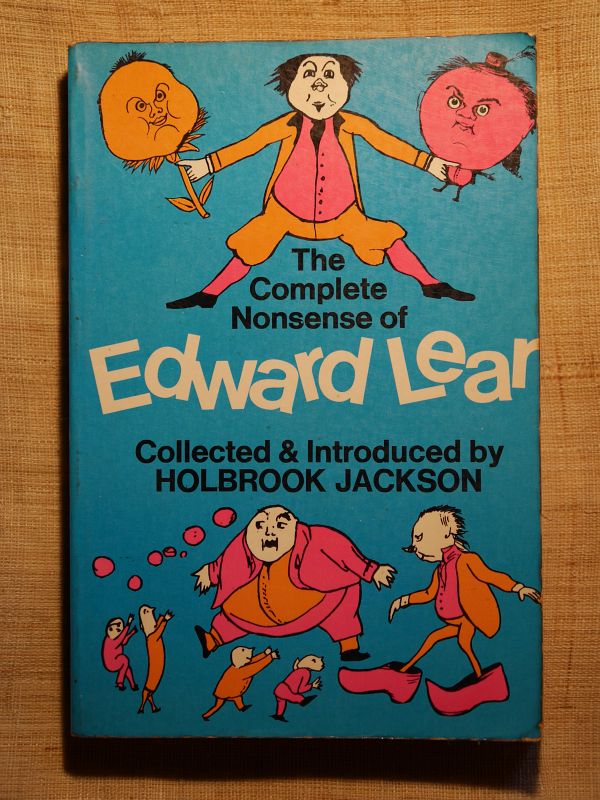 The
Complete
Nonsense of
Edward Lear
Collected & Introduced by
HOLBROOK JACKSON